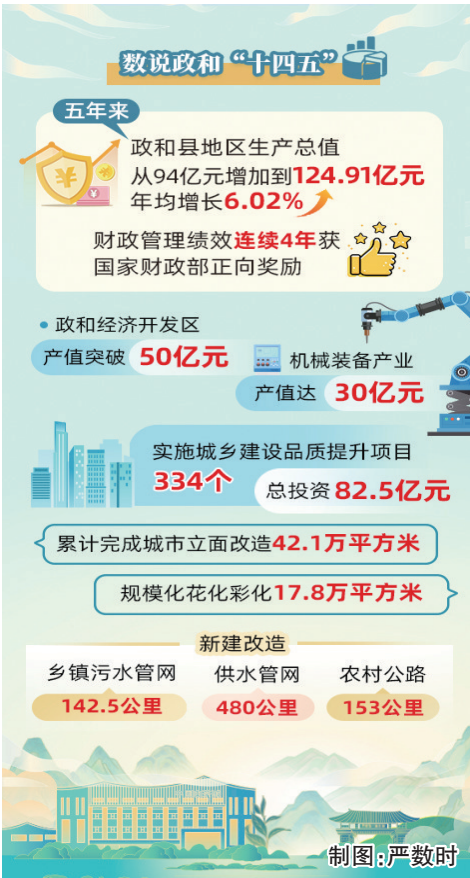 数说政和“十四五”
五年来
政和县地区生产总值
从94亿元增加到124.91亿元
年均增长6.02%
财政管理绩效连续4年获
国家财政部正向奖励
政和经济开发区
产值突破 50亿元
机械装备产业
产值达 30亿元
实施城乡建设品质提升项目
334个
总投资82.5亿元
累计完成城市立面改造42.1万平方米
规模化花化彩化17.8万平方米
新建改造
乡镇污水管网 供水管网 农村公路
142.5公里 480公里 153公里
制图:严数时